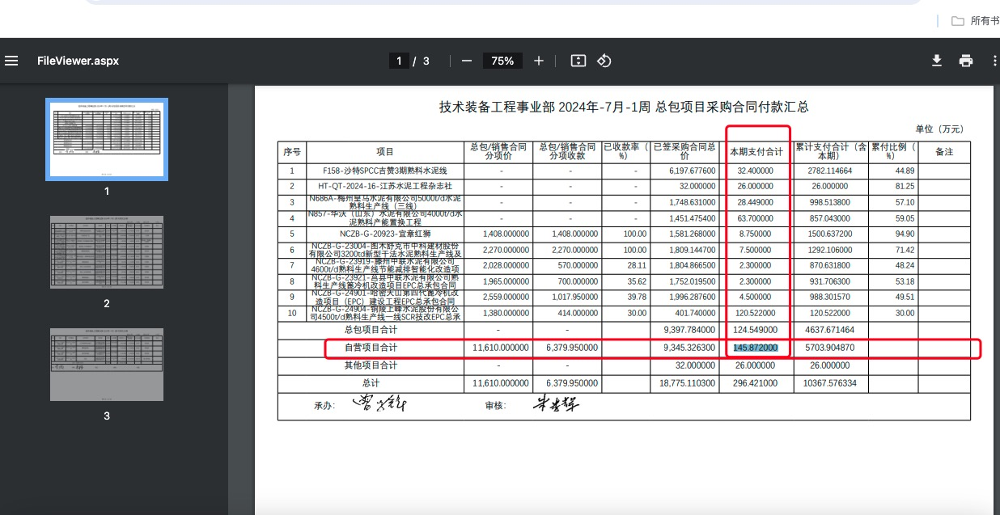 所有书
FileViewer.aspx
1 / 3
75%
1
2
3
技术装备工程事业部 2024年-7月-1周 总包项目采购合同付款汇总
单位（万元）
序号 项目 总包/销售合同分项价 总包/销售合同分项收款 已收款率（%） 已签采购合同总价 本期支付合计 累计支付合计（含本期） 累付比例（%） 备注
1 F158-沙特SPCC吉赞3期熟料水泥线 - - - 6,197.677600 32.400000 2782.114664 44.89
2 HT-QT-2024-16-江苏水泥工程杂志社 - - - 32.000000 26.000000 26.000000 81.25
3 N686A-梅州皇马水泥有限公司5000t/d水泥熟料生产线（三线） - - - 1,748.631000 28.449000 998.513800 57.10
4 N857-华沃（山东）水泥有限公司4000t/d水泥熟料产能置换工程 - - - 1,451.475400 63.700000 857.043000 59.05
5 NCZB-G-20923-宜章红狮 1,408.000000 1,408.000000 100.00 1,581.268000 8.750000 1500.637200 94.90
6 NCZB-G-23004-图木舒克市中科建材股份有限公司3200td新型干法水泥熟料生产线及 2,270.000000 2,270.000000 100.00 1,809.144700 7.500000 1292.106000 71.42
7 NCZB-G-23919-滕州中联水泥有限公司4600t/d熟料生产线节能减排智能化改造项 2,028.000000 570.000000 28.11 1,804.866500 2.300000 870.631800 48.24
8 NCZB-G-23921-莒县中联水泥有限公司熟料生产线篦冷机改造项目EPC总承包合同 1,965.000000 700.000000 35.62 1,752.019500 2.300000 931.706300 53.18
9 NCZB-G-24901-哈密天山第四代篦冷机改造项目（EPC）建设工程EPC总承包合同 2,559.000000 1,017.950000 39.78 1,996.287600 4.500000 988.301570 49.51
10 NCZB-G-24904-铜陵上峰水泥股份有限公司4500t/d熟料生产线一线SCR技改EPC总承 1,380.000000 414.000000 30.00 401.740000 120.522000 120.522000 30.00
总包项目合计 - - 9,397.784000 124.549000 4637.671464
自营项目合计 11,610.000000 6,379.950000 9,345.326300 145.872000 5703.904870
其他项目合计 - - 32.000000 26.000000 26.000000
总计 11,610.000000 6,379.950000 18,775.110300 296.421000 10367.576334
承办： 审核：